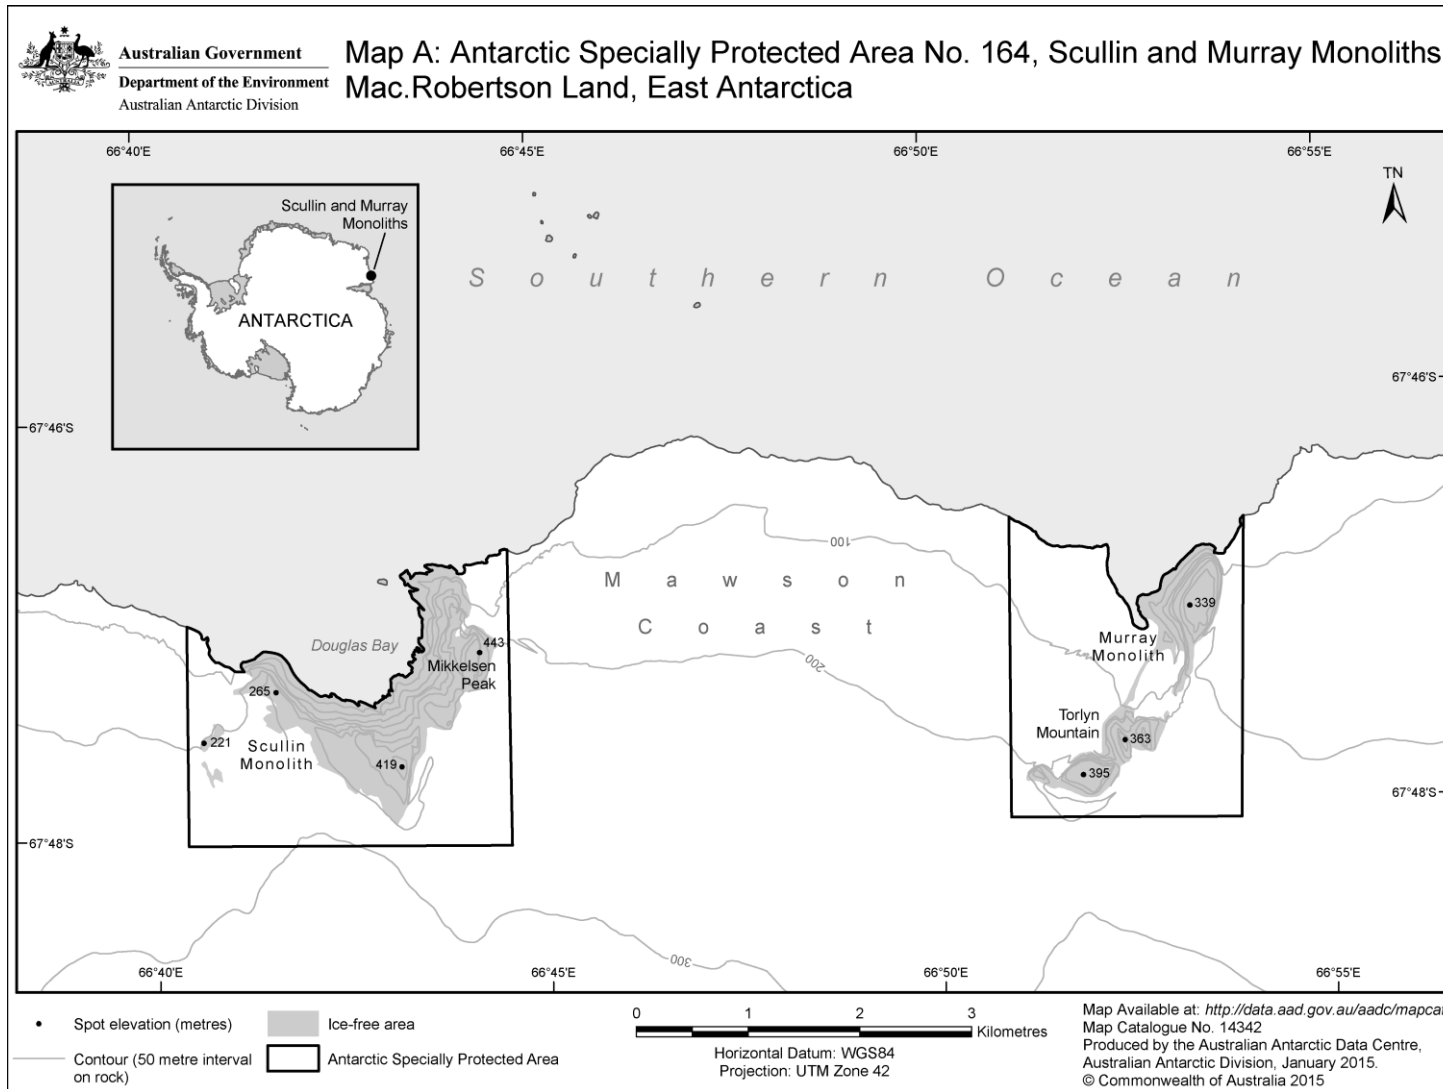 Australian Government
Department of the Environment
Australian Antarctic Division
Map A: Antarctic Specially Protected Area No. 164, Scullin and Murray Monoliths
Mac.Robertson Land, East Antarctica
66°40'E
66°45'E
66°50'E
66°55'E
TN
Scullin and Murray
Monoliths
ANTARCTICA
Southern Ocean
67°46'S
67°46'S
100
Mawson
Coast
200
Douglas Bay
443
Mikkelsen
Peak
265
221
Scullin
Monolith
419
339
Murray
Monolith
Torlyn
Mountain
363
395
67°48'S
67°48'S
300
66°40'E
66°45'E
66°50'E
66°55'E
Spot elevation (metres)
Ice-free area
Contour (50 metre interval
on rock)
Antarctic Specially Protected Area
0 1 2 3
Kilometres
Horizontal Datum: WGS84
Projection: UTM Zone 42
Map Available at: http://data.aad.gov.au/aadc/mapcat
Map Catalogue No. 14342
Produced by the Australian Antarctic Data Centre,
Australian Antarctic Division, January 2015.
© Commonwealth of Australia 2015